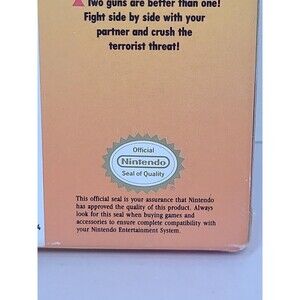 Two guns are better than one!
Fight side by side with your
partner and crush the
terrorist threat!
Official
Nintendo
Seal of Quality
This official seal is your assurance that Nintendo
has approved the quality of this product. Always
look for this seal when buying games and
accessories to ensure complete compatibility with
your Nintendo Entertainment System.